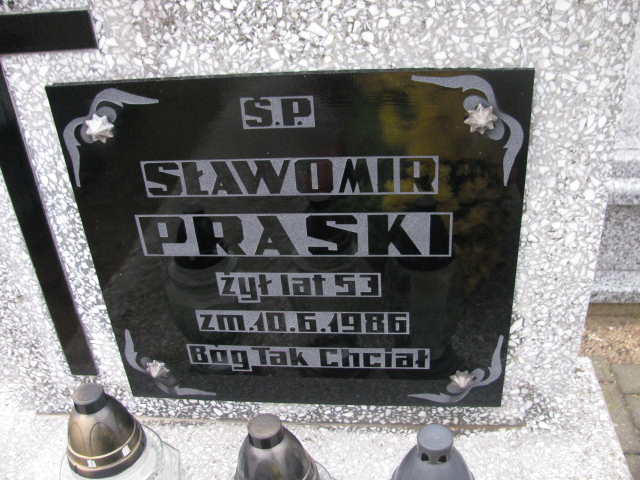 Ś.P.
SŁAWOMIR
PRASKI
żył lat 53
zm.10.6.1986
Bóg Tak Chciał